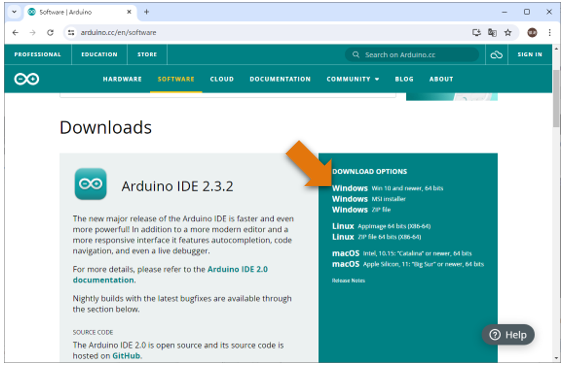 Software | Arduino
arduino.cc/en/software
PROFESSIONAL EDUCATION STORE Search on Arduino.cc SIGN IN
HARDWARE SOFTWARE CLOUD DOCUMENTATION COMMUNITY BLOG ABOUT
Downloads
Arduino IDE 2.3.2
The new major release of the Arduino IDE is faster and even
more powerful! In addition to a more modern editor and a
more responsive interface it features autocompletion, code
navigation, and even a live debugger.
For more details, please refer to the Arduino IDE 2.0
documentation.
Nightly builds with the latest bugfixes are available through
the section below.
SOURCE CODE
The Arduino IDE 2.0 is open source and its source code is
hosted on GitHub.
DOWNLOAD OPTIONS
Windows Win 10 and newer, 64 bits
Windows MSI installer
Windows ZIP file
Linux AppImage 64 bits (X86-64)
Linux ZIP file 64 bits (X86-64)
macOS Intel, 10.15: "Catalina" or newer, 64 bits
macOS Apple Silicon, 11: "Big Sur" or newer, 64 bits
Release Notes
Help